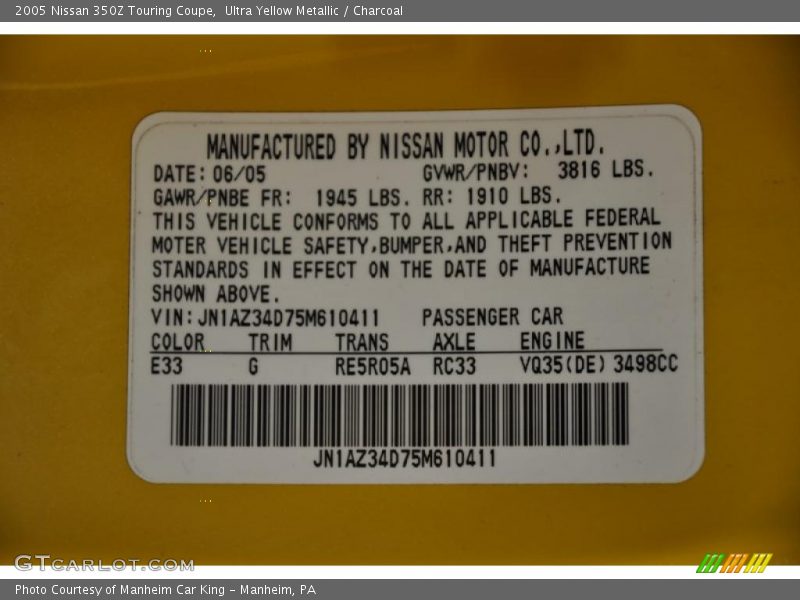 2005 Nissan 350Z Touring Coupe,  Ultra Yellow Metallic / Charcoal
MANUFACTURED BY NISSAN MOTOR CO.,LTD.
DATE: 06/05 GVWR/PNBV: 3816 LBS.
GAWR/PNBE FR: 1945 LBS. RR: 1910 LBS.
THIS VEHICLE CONFORMS TO ALL APPLICABLE FEDERAL
MOTER VEHICLE SAFETY,BUMPER,AND THEFT PREVENTION
STANDARDS IN EFFECT ON THE DATE OF MANUFACTURE
SHOWN ABOVE.
VIN: JN1AZ34D75M610411 PASSENGER CAR
COLOR TRIM TRANS AXLE ENGINE
E33 G RE5R05A RC33 VQ35(DE) 3498CC
JN1AZ34D75M610411
GTCARLOT.COM
Photo Courtesy of Manheim Car King - Manheim, PA